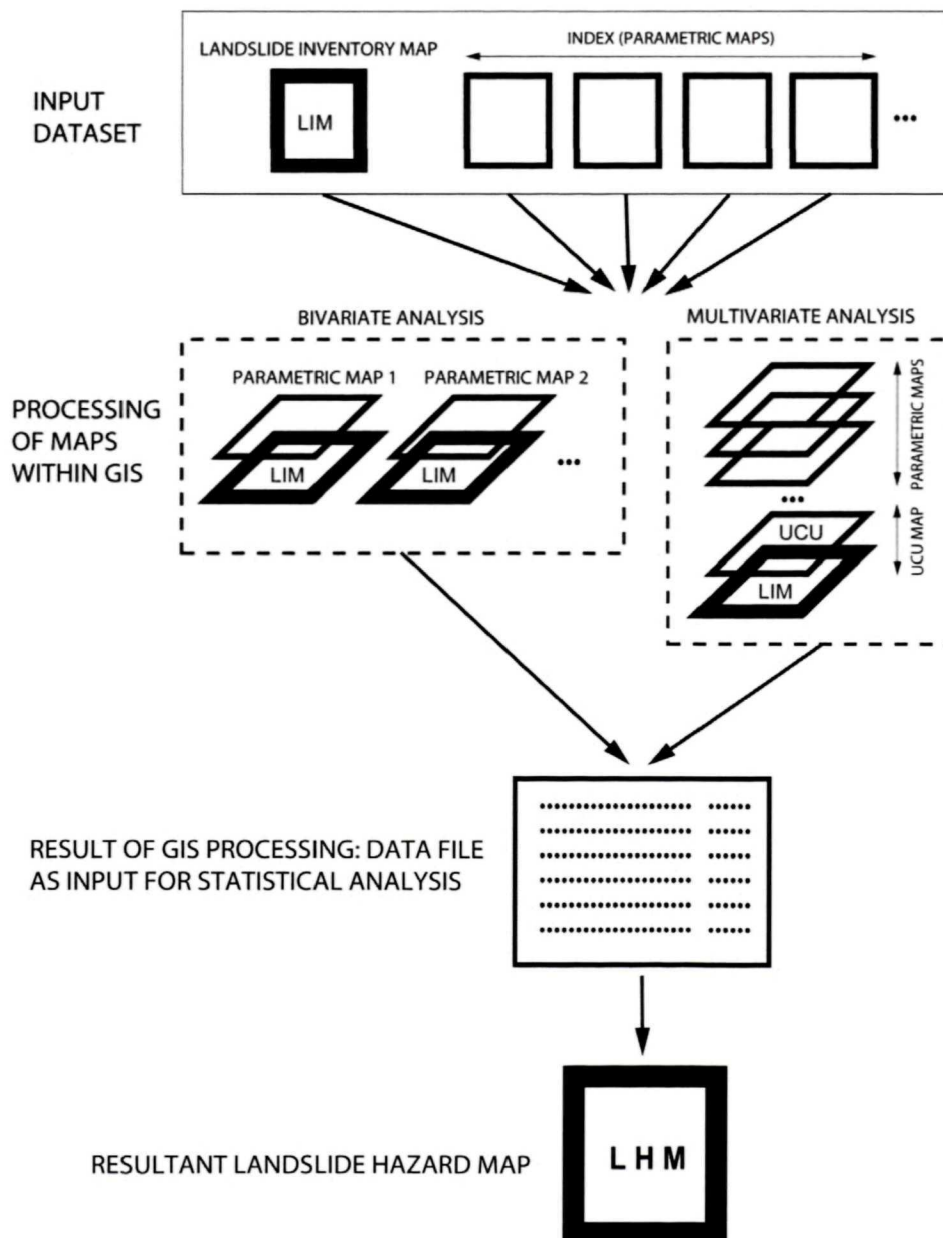 LANDSLIDE INVENTORY MAP
INDEX (PARAMETRIC MAPS)
INPUT
DATASET
LIM
...
BIVARIATE ANALYSIS
MULTIVARIATE ANALYSIS
PROCESSING
OF MAPS
WITHIN GIS
PARAMETRIC MAP 1
PARAMETRIC MAP 2
LIM
LIM
...
PARAMETRIC MAPS
...
UCU
UCU MAP
LIM
RESULT OF GIS PROCESSING: DATA FILE
AS INPUT FOR STATISTICAL ANALYSIS
RESULTANT LANDSLIDE HAZARD MAP
L H M